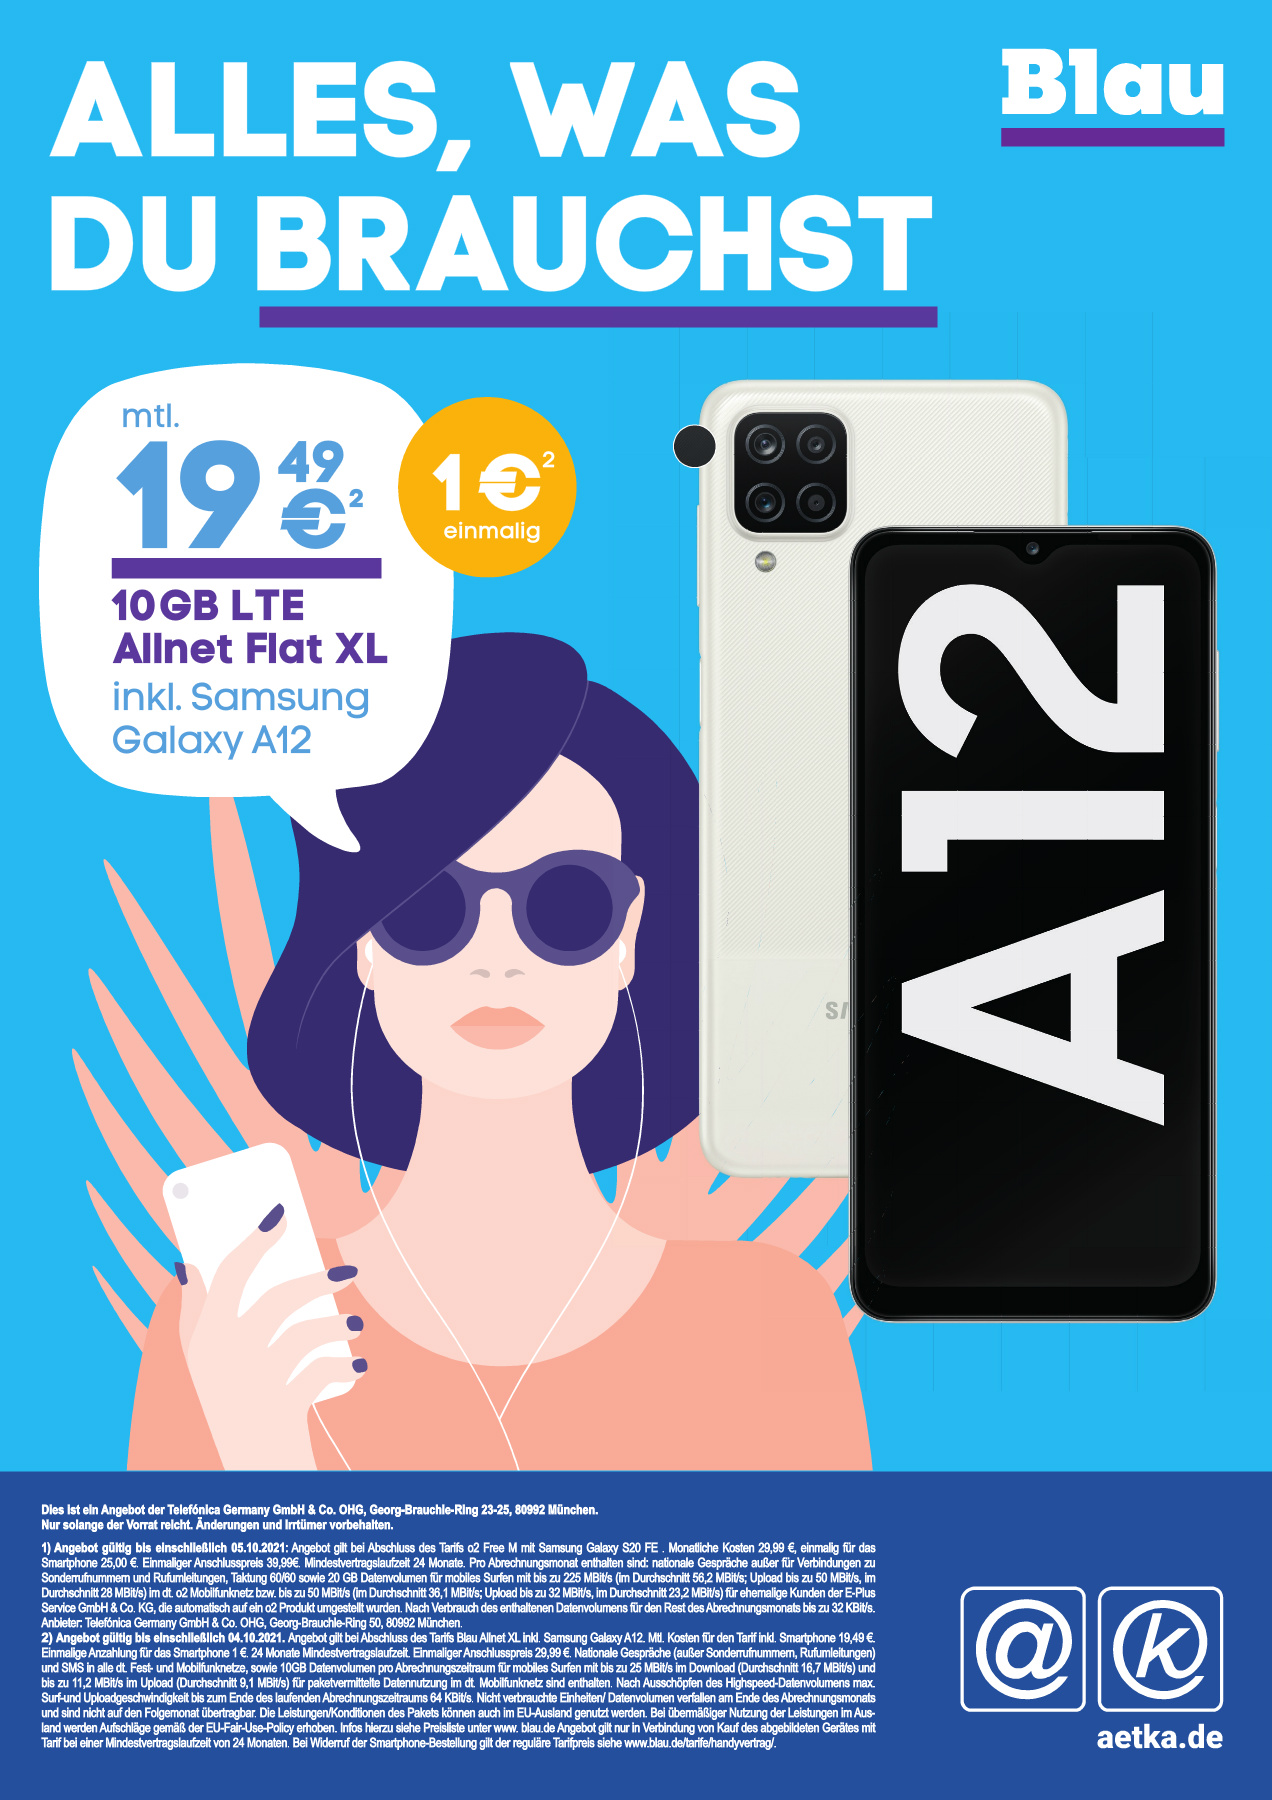 ALLES, WAS
DU BRAUCHST
Blau
mtl.
19 49 €²
1 €²
einmalig
10 GB LTE
Allnet Flat XL
inkl. Samsung
Galaxy A12
A12
Dies ist ein Angebot der Telefónica Germany GmbH & Co. OHG, Georg-Brauchle-Ring 23-25, 80992 München.
Nur solange der Vorrat reicht. Änderungen und Irrtümer vorbehalten.
1) Angebot gültig bis einschließlich 05.10.2021: Angebot gilt bei Abschluss des Tarifs o2 Free M mit Samsung Galaxy S20 FE . Monatliche Kosten 29,99 €, einmalig für das
Smartphone 25,00 €. Einmaliger Anschlusspreis 39,99€. Mindestvertragslaufzeit 24 Monate. Pro Abrechnungsmonat enthalten sind: nationale Gespräche außer für Verbindungen zu
Sonderrufnummern und Rufumleitungen, Taktung 60/60 sowie 20 GB Datenvolumen für mobiles Surfen mit bis zu 225 MBit/s (im Durchschnitt 56,2 MBit/s; Upload bis zu 50 MBit/s, im
Durchschnitt 28 MBit/s) im dt. o2 Mobilfunknetz bzw. bis zu 50 MBit/s (im Durchschnitt 36,1 MBit/s; Upload bis zu 32 MBit/s, im Durchschnitt 23,2 MBit/s) für ehemalige Kunden der E-Plus
Service GmbH & Co. KG, die automatisch auf ein o2 Produkt umgestellt wurden. Nach Verbrauch des enthaltenen Datenvolumens für den Rest des Abrechnungsmonats bis zu 32 KBit/s.
Anbieter: Telefónica Germany GmbH & Co. OHG, Georg-Brauchle-Ring 50, 80992 München.
2) Angebot gültig bis einschließlich 04.10.2021. Angebot gilt bei Abschluss des Tarifs Blau Allnet XL inkl. Samsung Galaxy A12. Mtl. Kosten für den Tarif inkl. Smartphone 19,49 €.
Einmalige Anzahlung für das Smartphone 1 €. 24 Monate Mindestvertragslaufzeit. Einmaliger Anschlusspreis 29,99 €. Nationale Gespräche (außer Sonderrufnummern, Rufumleitungen)
und SMS in alle dt. Fest- und Mobilfunknetze, sowie 10GB Datenvolumen pro Abrechnungszeitraum für mobiles Surfen mit bis zu 25 MBit/s im Download (Durchschnitt 16,7 MBit/s) und
bis zu 11,2 MBit/s im Upload (Durchschnitt 9,1 MBit/s) für paketvermittelte Datennutzung im dt. Mobilfunknetz sind enthalten. Nach Ausschöpfen des Highspeed-Datenvolumens max.
Surf-und Uploadgeschwindigkeit bis zum Ende des laufenden Abrechnungszeitraums 64 KBit/s. Nicht verbrauchte Einheiten/ Datenvolumen verfallen am Ende des Abrechnungsmonats
und sind nicht auf den Folgemonat übertragbar. Die Leistungen/Konditionen des Pakets können auch im EU-Ausland genutzt werden. Bei übermäßiger Nutzung der Leistungen im Aus-
land werden Aufschläge gemäß der EU-Fair-Use-Policy erhoben. Infos hierzu siehe Preisliste unter www. blau.de Angebot gilt nur in Verbindung von Kauf des abgebildeten Gerätes mit
Tarif bei einer Mindestvertragslaufzeit von 24 Monaten. Bei Widerruf der Smartphone-Bestellung gilt der reguläre Tarifpreis siehe www.blau.de/tarife/handyvertrag/.
@ k
aetka.de